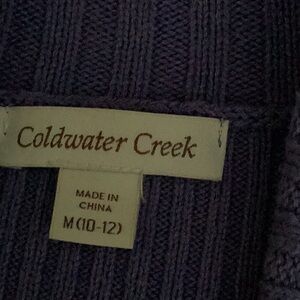 Coldwater Creek
MADE IN
CHINA
M (10-12)